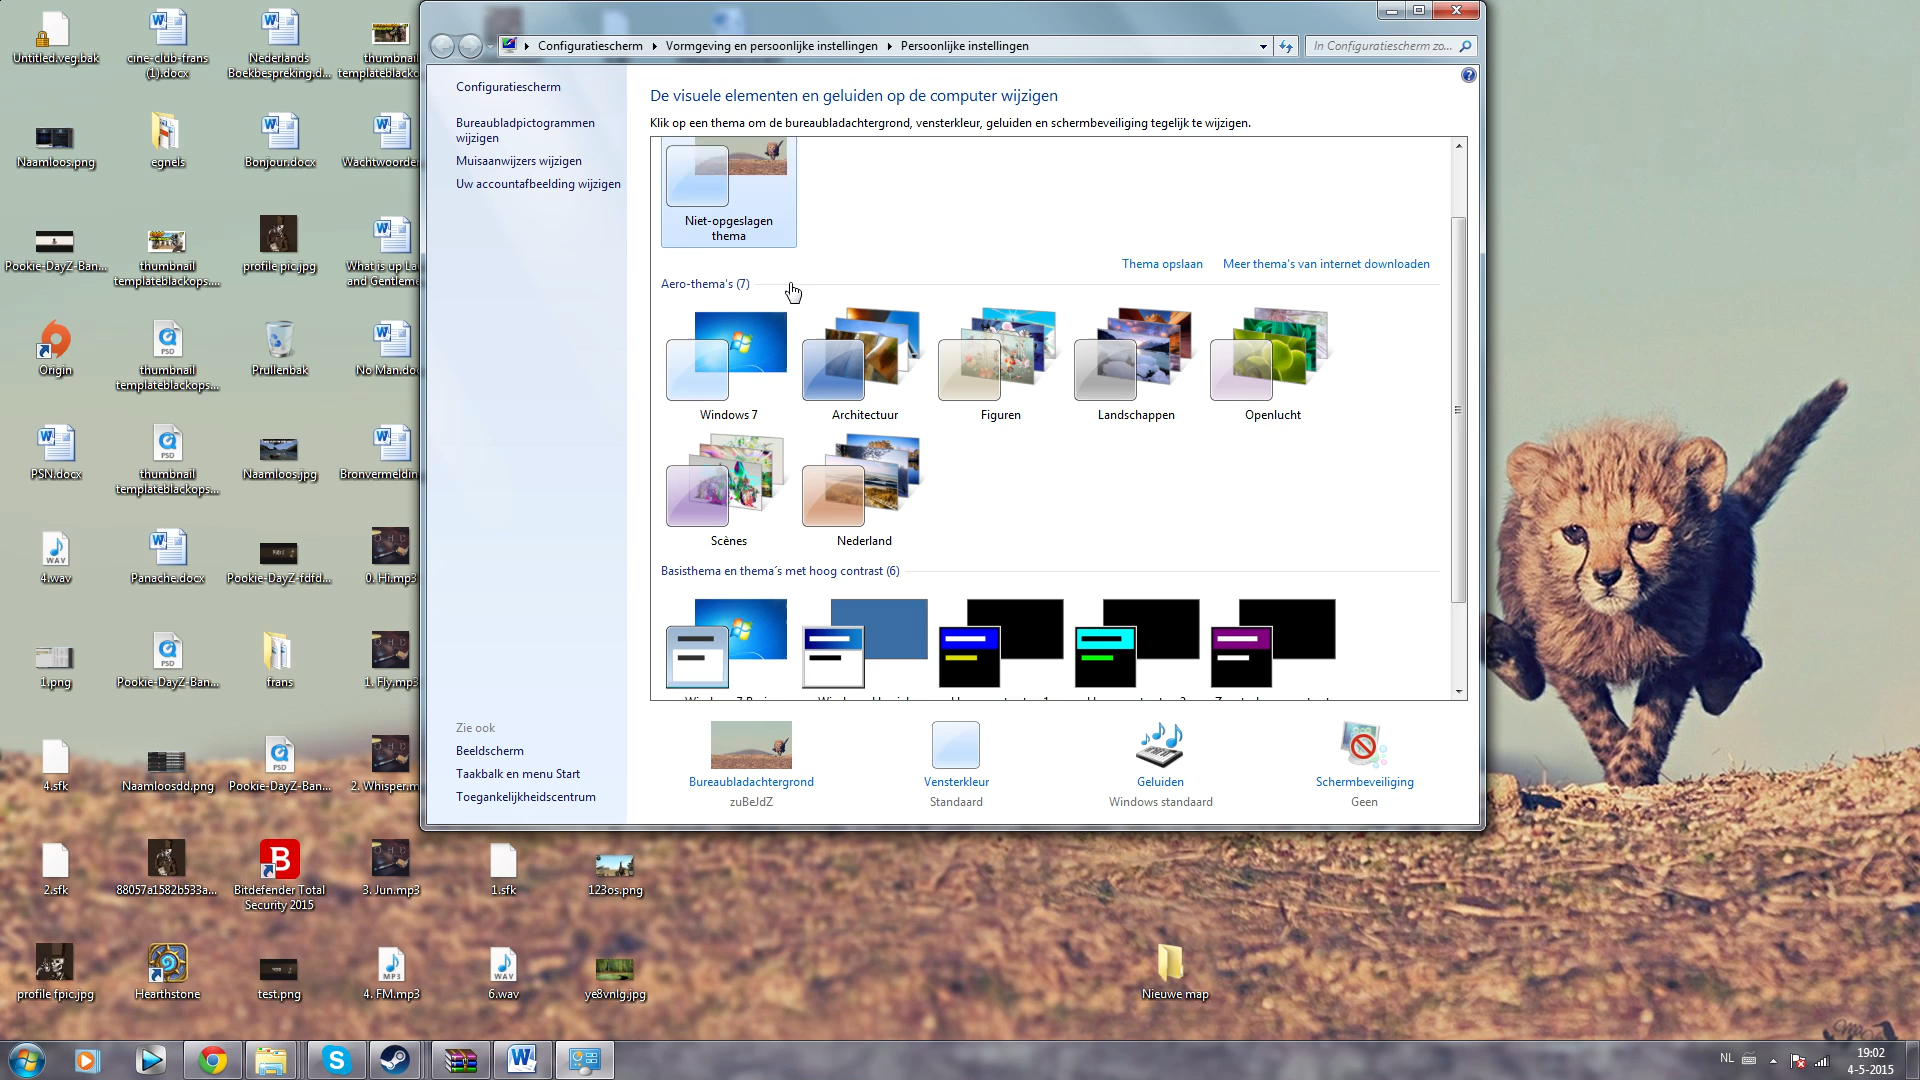 Untitled.veg.bak
cine-club-frans
(1).docx
Nederlands
Boekbespreking.d...
thumbnail
templateblacko
Naamloos.png
egnels
Bonjour.docx
Wachtwoorde
Pookie-DayZ-Ban...
thumbnail
templateblackops....
profile pic.jpg
What is up La
and Gentleme
Origin
thumbnail
templateblackops...
Prullenbak
No Man.doc
PSN.docx
thumbnail
templateblackops...
Naamloos.jpg
Bronvermeldin
4.wav
Panache.docx
Pookie-DayZ-fdfd...
0. Hi.mp3
1.png
Pookie-DayZ-Ban...
frans
1. Fly.mp3
4.sfk
Naamloosdd.png
Pookie-DayZ-Ban...
2. Whisper.m
2.sfk
88057a1582b533a...
Bitdefender Total
Security 2015
3. Jun.mp3
1.sfk
123os.png
profile fpic.jpg
Hearthstone
test.png
4. FM.mp3
6.wav
ye8vnlg.jpg
Nieuwe map
Configuratiescherm
Vormgeving en persoonlijke instellingen
Persoonlijke instellingen
In Configuratiescherm zo...
Configuratiescherm
Bureaubladpictogrammen
wijzigen
Muisaanwijzers wijzigen
Uw accountafbeelding wijzigen
Zie ook
Beeldscherm
Taakbalk en menu Start
Toegankelijkheidscentrum
De visuele elementen en geluiden op de computer wijzigen
Klik op een thema om de bureaubladachtergrond, vensterkleur, geluiden en schermbeveiliging tegelijk te wijzigen.
Niet-opgeslagen
thema
Thema opslaan
Meer thema's van internet downloaden
Aero-thema's (7)
Windows 7
Architectuur
Figuren
Landschappen
Openlucht
Scènes
Nederland
Basisthema en thema´s met hoog contrast (6)
Bureaubladachtergrond
zuBeJdZ
Vensterkleur
Standaard
Geluiden
Windows standaard
Schermbeveiliging
Geen
NL
19:02
4-5-2015